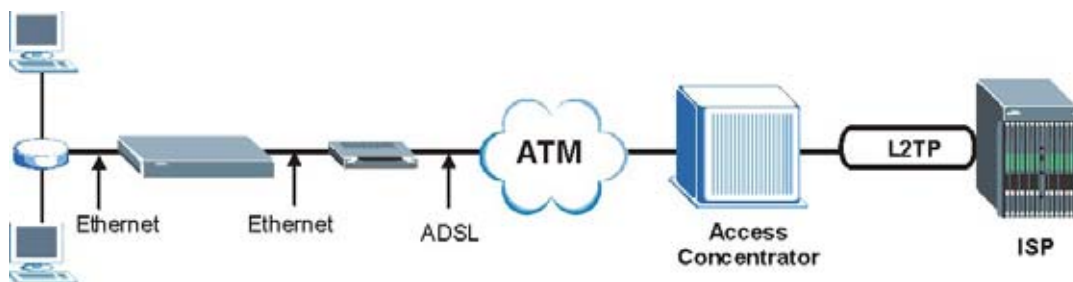 Ethernet
Ethernet
ADSL
ATM
Access
Concentrator
L2TP
ISP